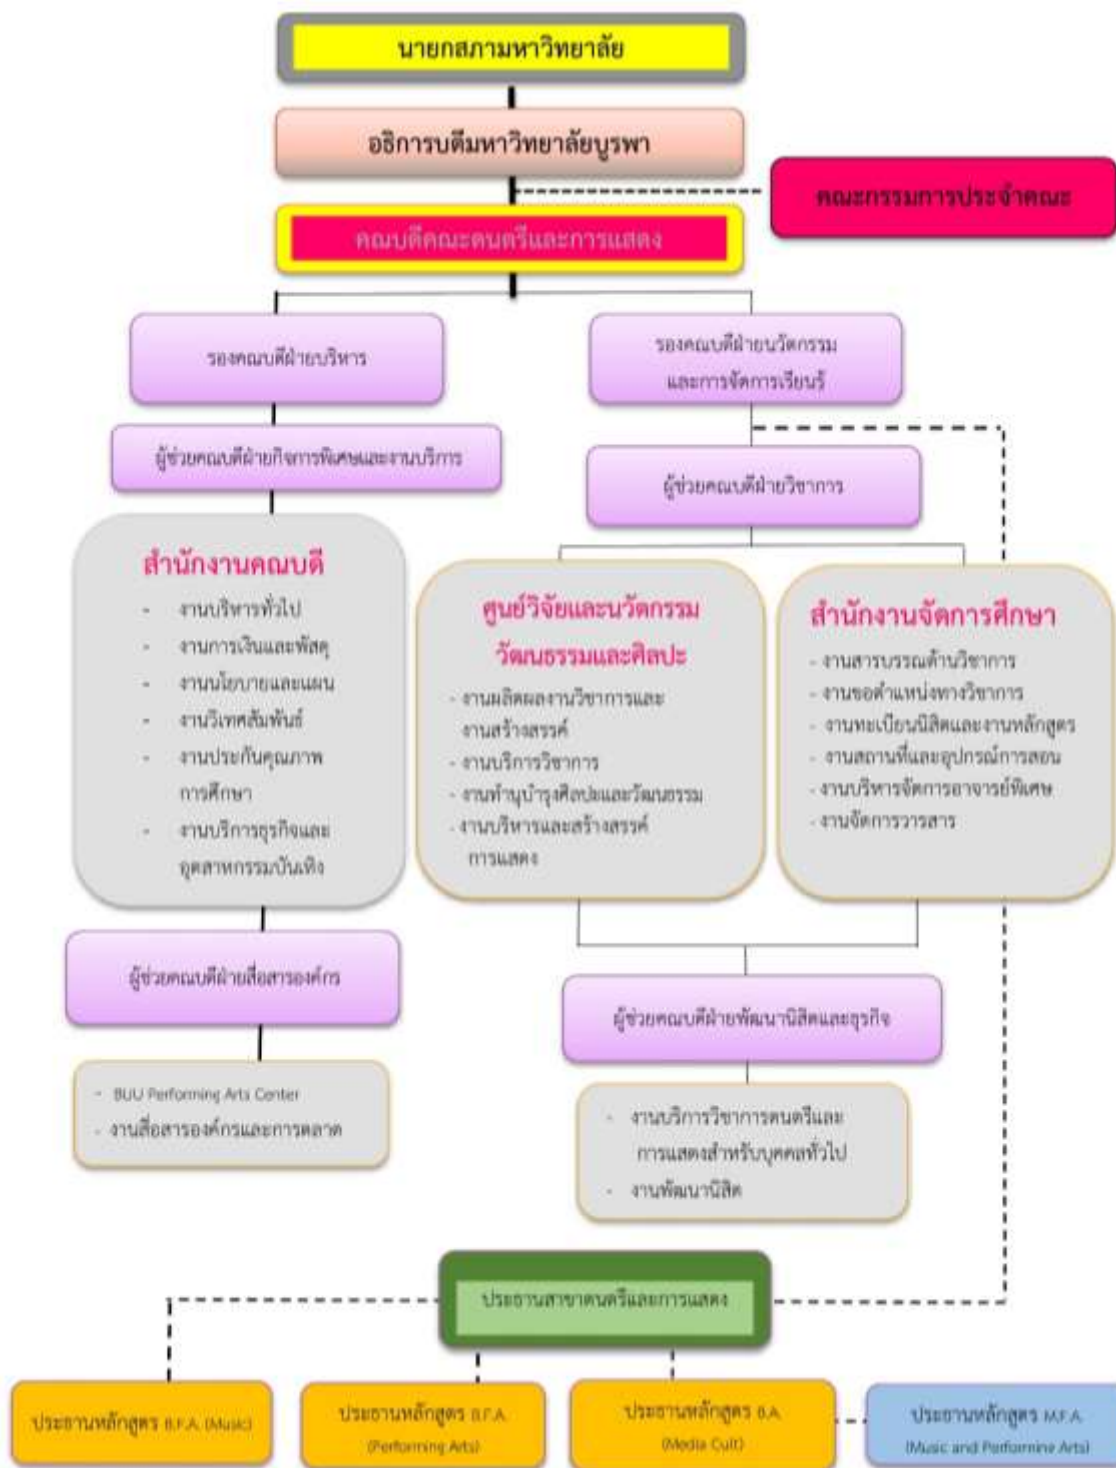 นายกสภามหาวิทยาลัย
อธิการบดีมหาวิทยาลัยบูรพา
คณะกรรมการประจำคณะ
คณบดีคณะดนตรีและการแสดง
รองคณบดีฝ่ายบริหาร
รองคณบดีฝ่ายนวัตกรรม
และการจัดการเรียนรู้
ผู้ช่วยคณบดีฝ่ายกิจการพิเศษและงานบริการ
ผู้ช่วยคณบดีฝ่ายวิชาการ
สำนักงานคณบดี
- งานบริหารทั่วไป
- งานการเงินและพัสดุ
- งานนโยบายและแผน
- งานวิเทศสัมพันธ์
- งานประกันคุณภาพ
การศึกษา
- งานบริการธุรกิจและ
อุตสาหกรรมบันเทิง
ศูนย์วิจัยและนวัตกรรม
วัฒนธรรมและศิลปะ
- งานผลิตผลงานวิชาการและ
งานสร้างสรรค์
- งานบริการวิชาการ
- งานทำนุบำรุงศิลปะและวัฒนธรรม
- งานบริหารและสร้างสรรค์
การแสดง
สำนักงานจัดการศึกษา
- งานสารบรรณด้านวิชาการ
- งานขอตำแหน่งทางวิชาการ
- งานทะเบียนนิสิตและงานหลักสูตร
- งานสถานที่และอุปกรณ์การสอน
- งานบริหารจัดการอาจารย์พิเศษ
- งานจัดการวารสาร
ผู้ช่วยคณบดีฝ่ายสื่อสารองค์กร
- BUU Performing Arts Center
- งานสื่อสารองค์กรและการตลาด
ผู้ช่วยคณบดีฝ่ายพัฒนานิสิตและธุรกิจ
- งานบริการวิชาการดนตรีและ
การแสดงสำหรับบุคคลทั่วไป
- งานพัฒนานิสิต
ประธานสาขาดนตรีและการแสดง
ประธานหลักสูตร B.F.A. (Music)
ประธานหลักสูตร B.F.A.
(Performing Arts)
ประธานหลักสูตร B.A.
(Media Cult)
ประธานหลักสูตร M.F.A.
(Music and Performine Arts)